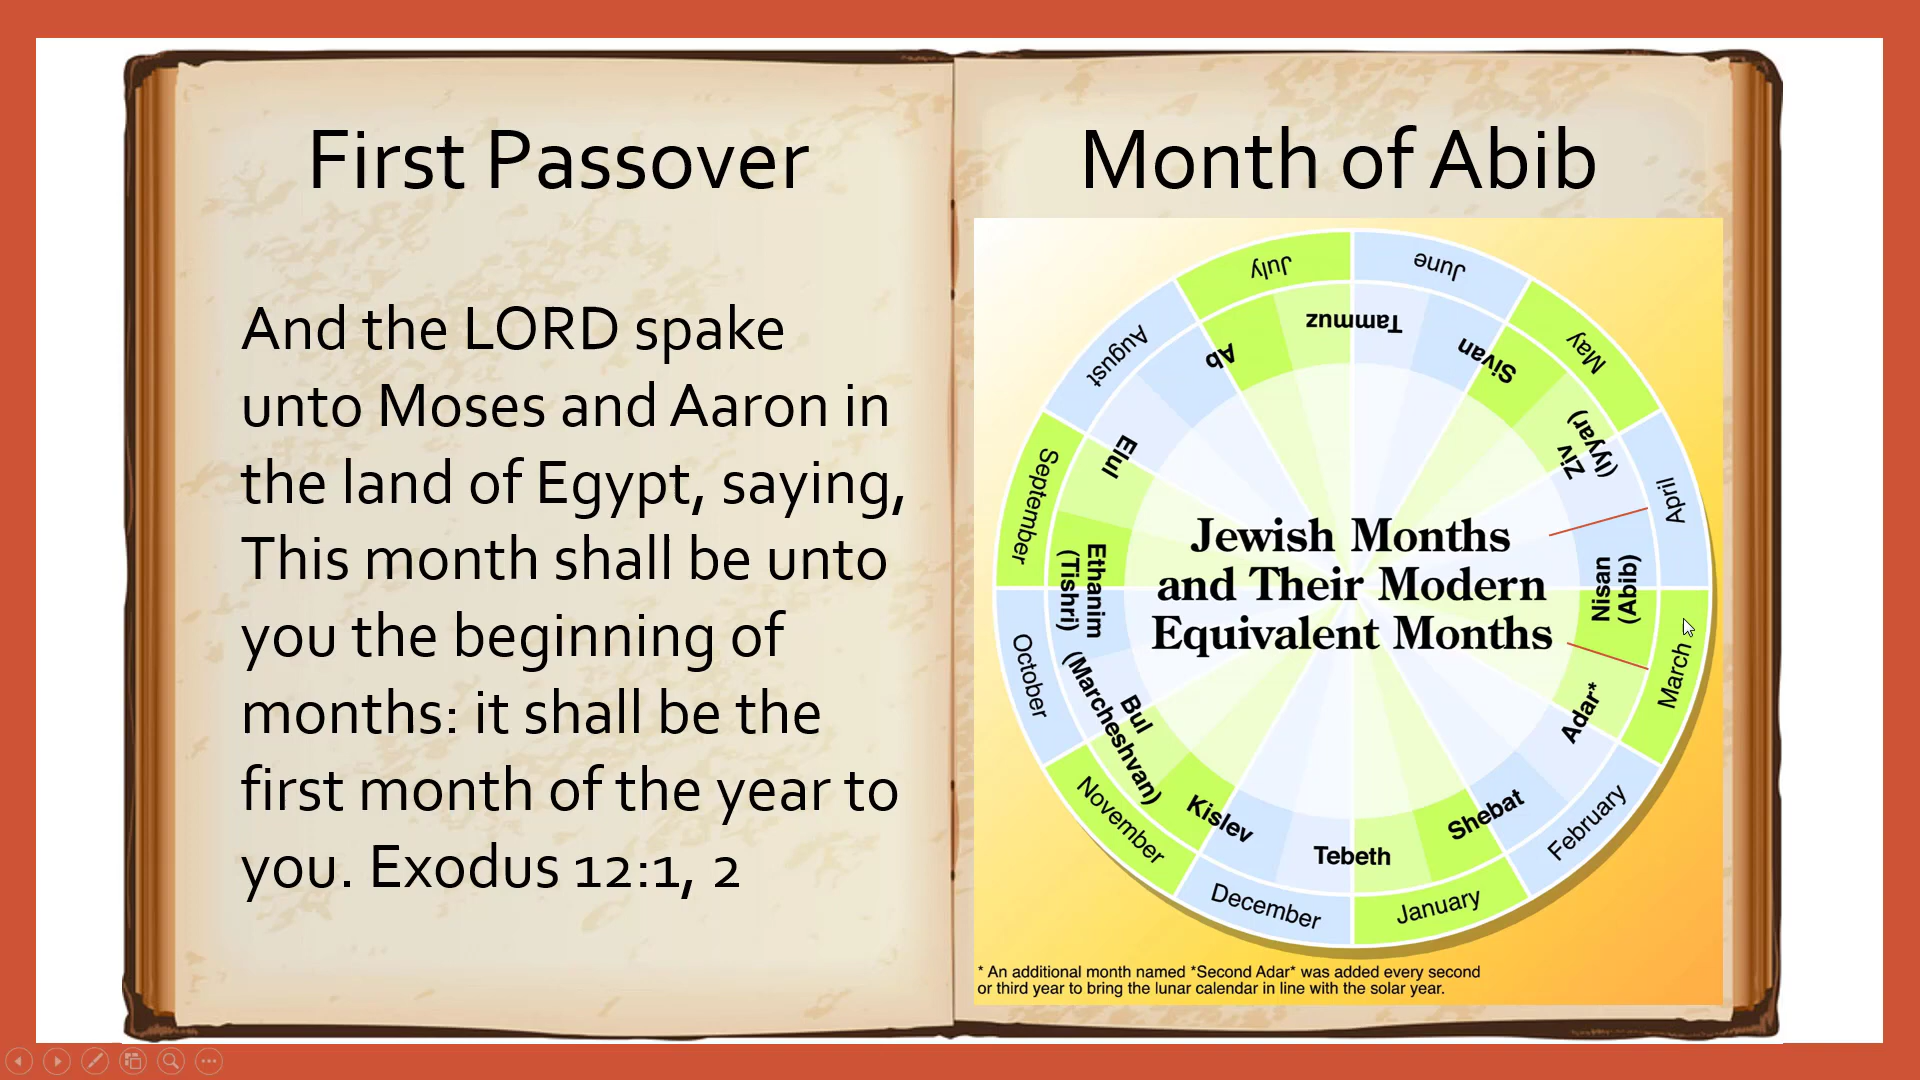 First Passover
And the LORD spake
unto Moses and Aaron in
the land of Egypt, saying,
This month shall be unto
you the beginning of
months: it shall be the
first month of the year to
you. Exodus 12:1, 2
Month of Abib
Jewish Months
and Their Modern
Equivalent Months
January
February
March
April
May
June
July
August
September
October
November
December
Nisan
(Abib)
Ziv
(Iyyar)
Sivan
Tammuz
Ab
Elul
Ethanim
(Tishri)
Bul
(Marcheshvan)
Kislev
Tebeth
Shebat
Adar*
* An additional month named *Second Adar* was added every second
or third year to bring the lunar calendar in line with the solar year.